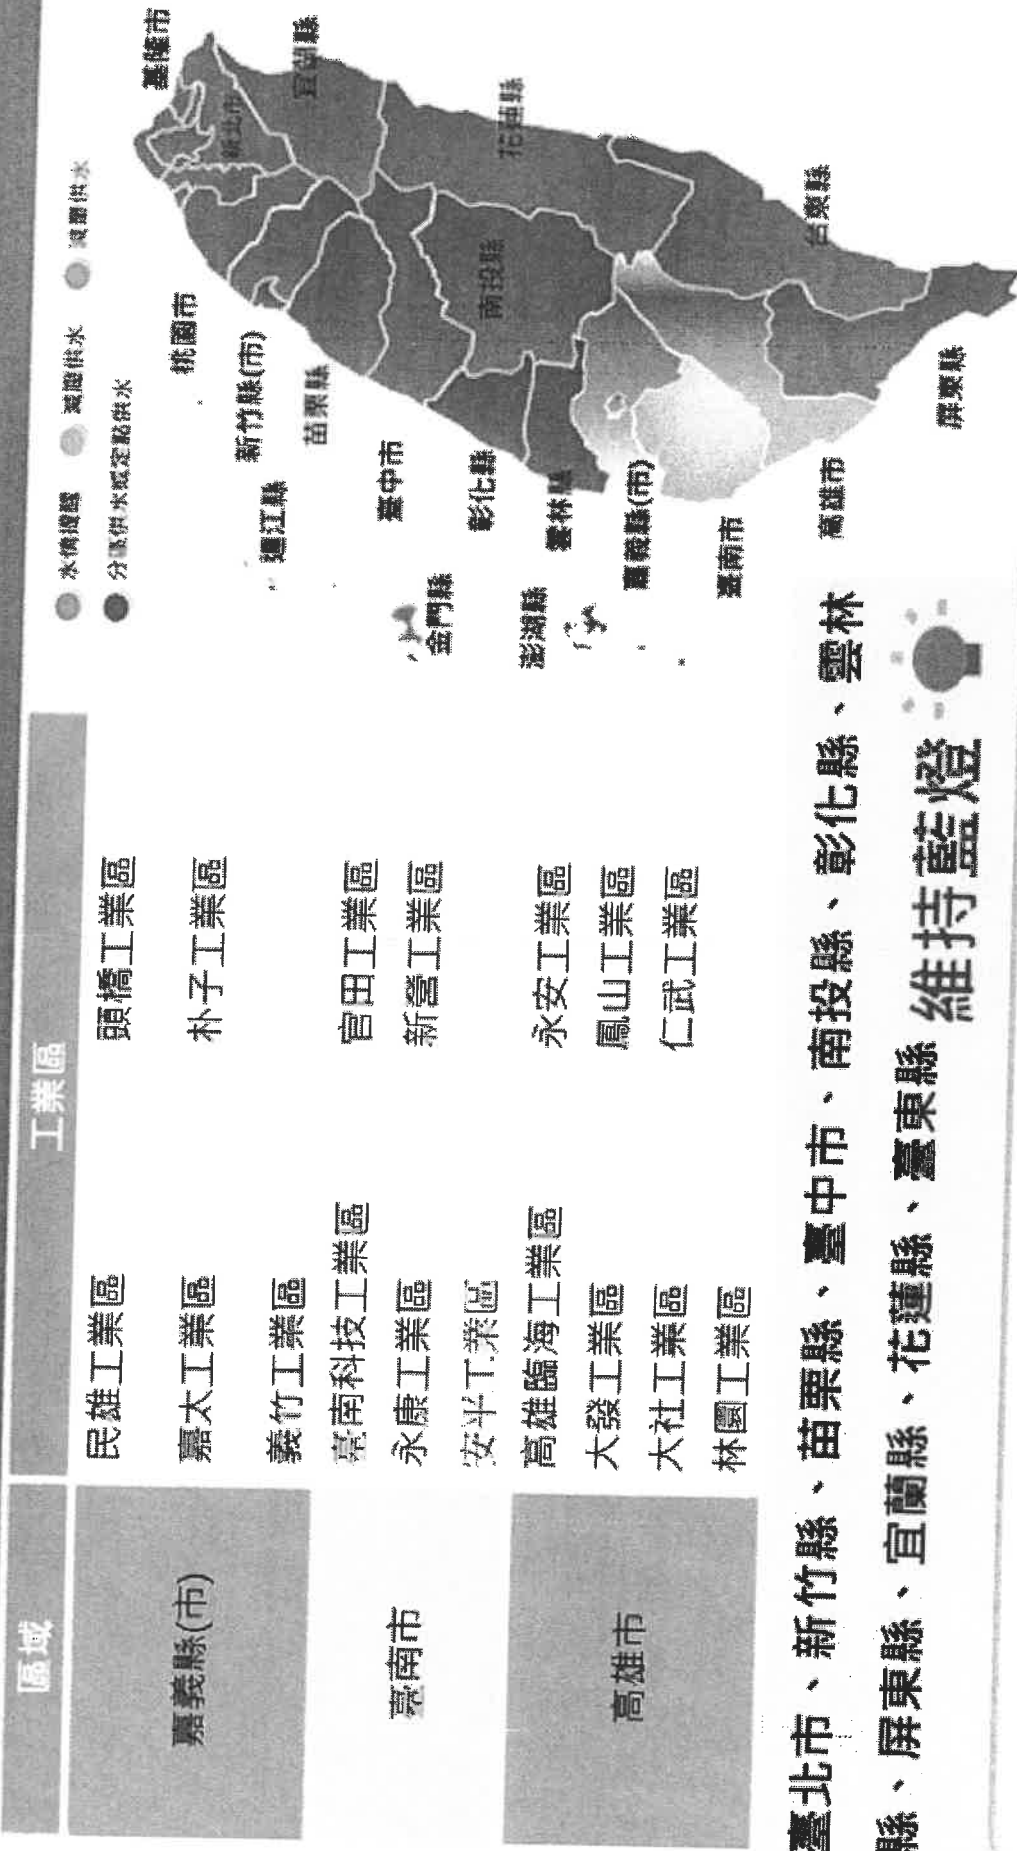 區域 工業區
嘉義縣(市)
民雄工業區 頭橋工業區
嘉太工業區 朴子工業區
義竹工業區
臺南市
臺南科技工業區 官田工業區
永康工業區 新營工業區
安平工業區
高雄市
高雄臨海工業區 永安工業區
大發工業區 鳳山工業區
大社工業區 仁武工業區
林園工業區
水情提醒 減壓供水 減量供水
分區供水或定點供水
基隆市
新北市
宜蘭縣
桃園市
新竹縣(市)
苗栗縣
連江縣
臺中市
花蓮縣
南投縣
彰化縣
金門縣
雲林縣
澎湖縣
嘉義縣(市)
臺南市
高雄市
台東縣
屏東縣
臺北市、新竹縣、苗栗縣、臺中市、南投縣、彰化縣、雲林
縣、屏東縣、宜蘭縣、花蓮縣、臺東縣 維持藍燈